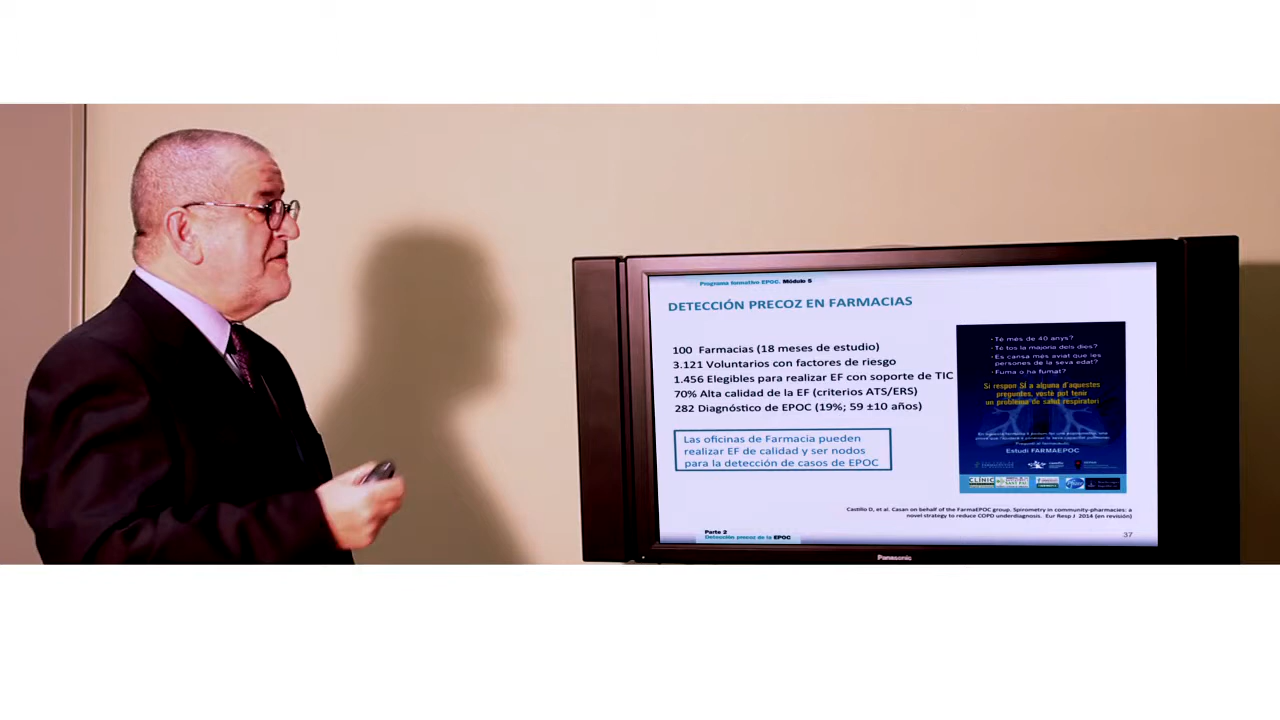 Programa formativo EPOC. Módulo 5
DETECCIÓN PRECOZ EN FARMACIAS
100 Farmacias (18 meses de estudio)
3.121 Voluntarios con factores de riesgo
1.456 Elegibles para realizar EF con soporte de TIC
70% Alta calidad de la EF (criterios ATS/ERS)
282 Diagnóstico de EPOC (19%; 59 ±10 años)
Las oficinas de Farmacia pueden
realizar EF de calidad y ser nodos
para la detección de casos de EPOC
· Té més de 40 anys?
· Té tos la majoria dels dies?
· Es cansa més aviat que les
persones de la seva edat?
· Fuma o ha fumat?
Si respon SÍ a alguna d'aquestes
preguntes, vostè pot tenir
un problema de salut respiratori
Estudi FARMAEPOC
CLÍNIC
Pfizer
Castillo D, et al. Casan on behalf of the FarmaEPOC group. Spirometry in community-pharmacies: a
novel strategy to reduce COPD underdiagnosis. Eur Resp J 2014 (en revisión)
Parte 2
Detección precoz de la EPOC
37
Panasonic